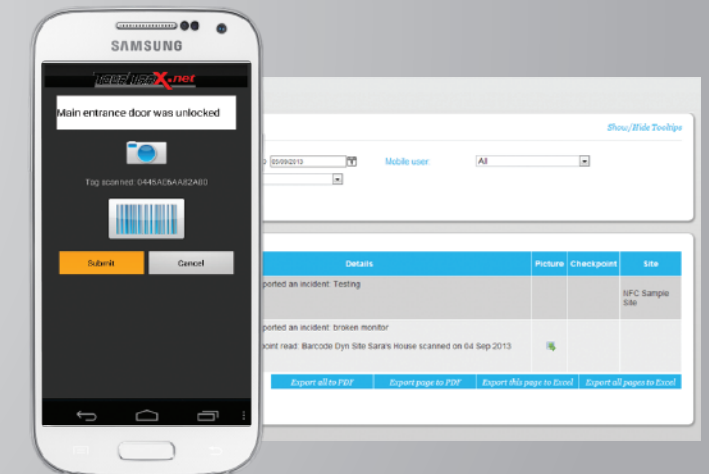 SAMSUNG
.net
Main entrance door was unlocked
Tag scanned:
Submit
Cancel
Show/Hide Tooltips
05/09/2013
Mobile user:
All
Details
Picture
Checkpoint
Site
ported an incident: Testing
NFC Sample
Site
ported an incident: broken monitor
oint read: Barcode Dyn Site Sara's House scanned on 04 Sep 2013
Export all to PDF
Export page to PDF
Export this page to Excel
Export all pages to Excel